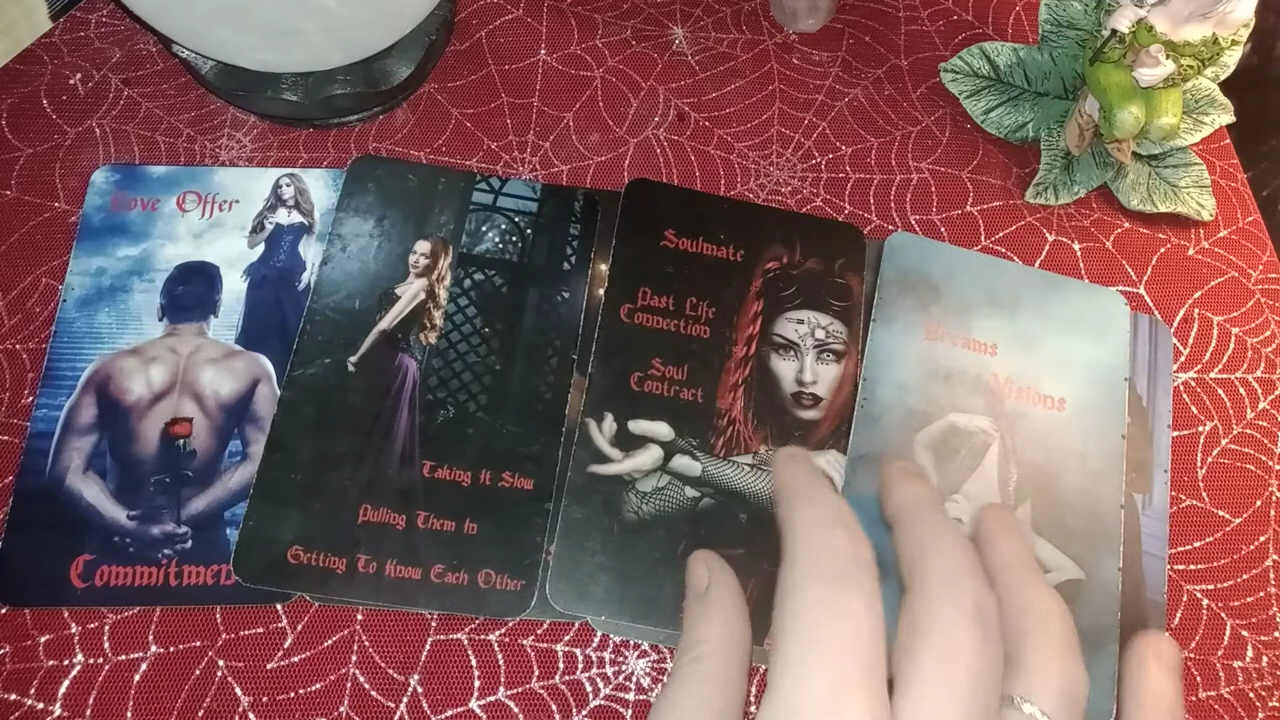 Love Offer
Commitmen
Taking It Slow
Pulling Them In
Getting To Know Each Other
Soulmate
Past Life
Connection
Soul
Contract
Dreams
Visions